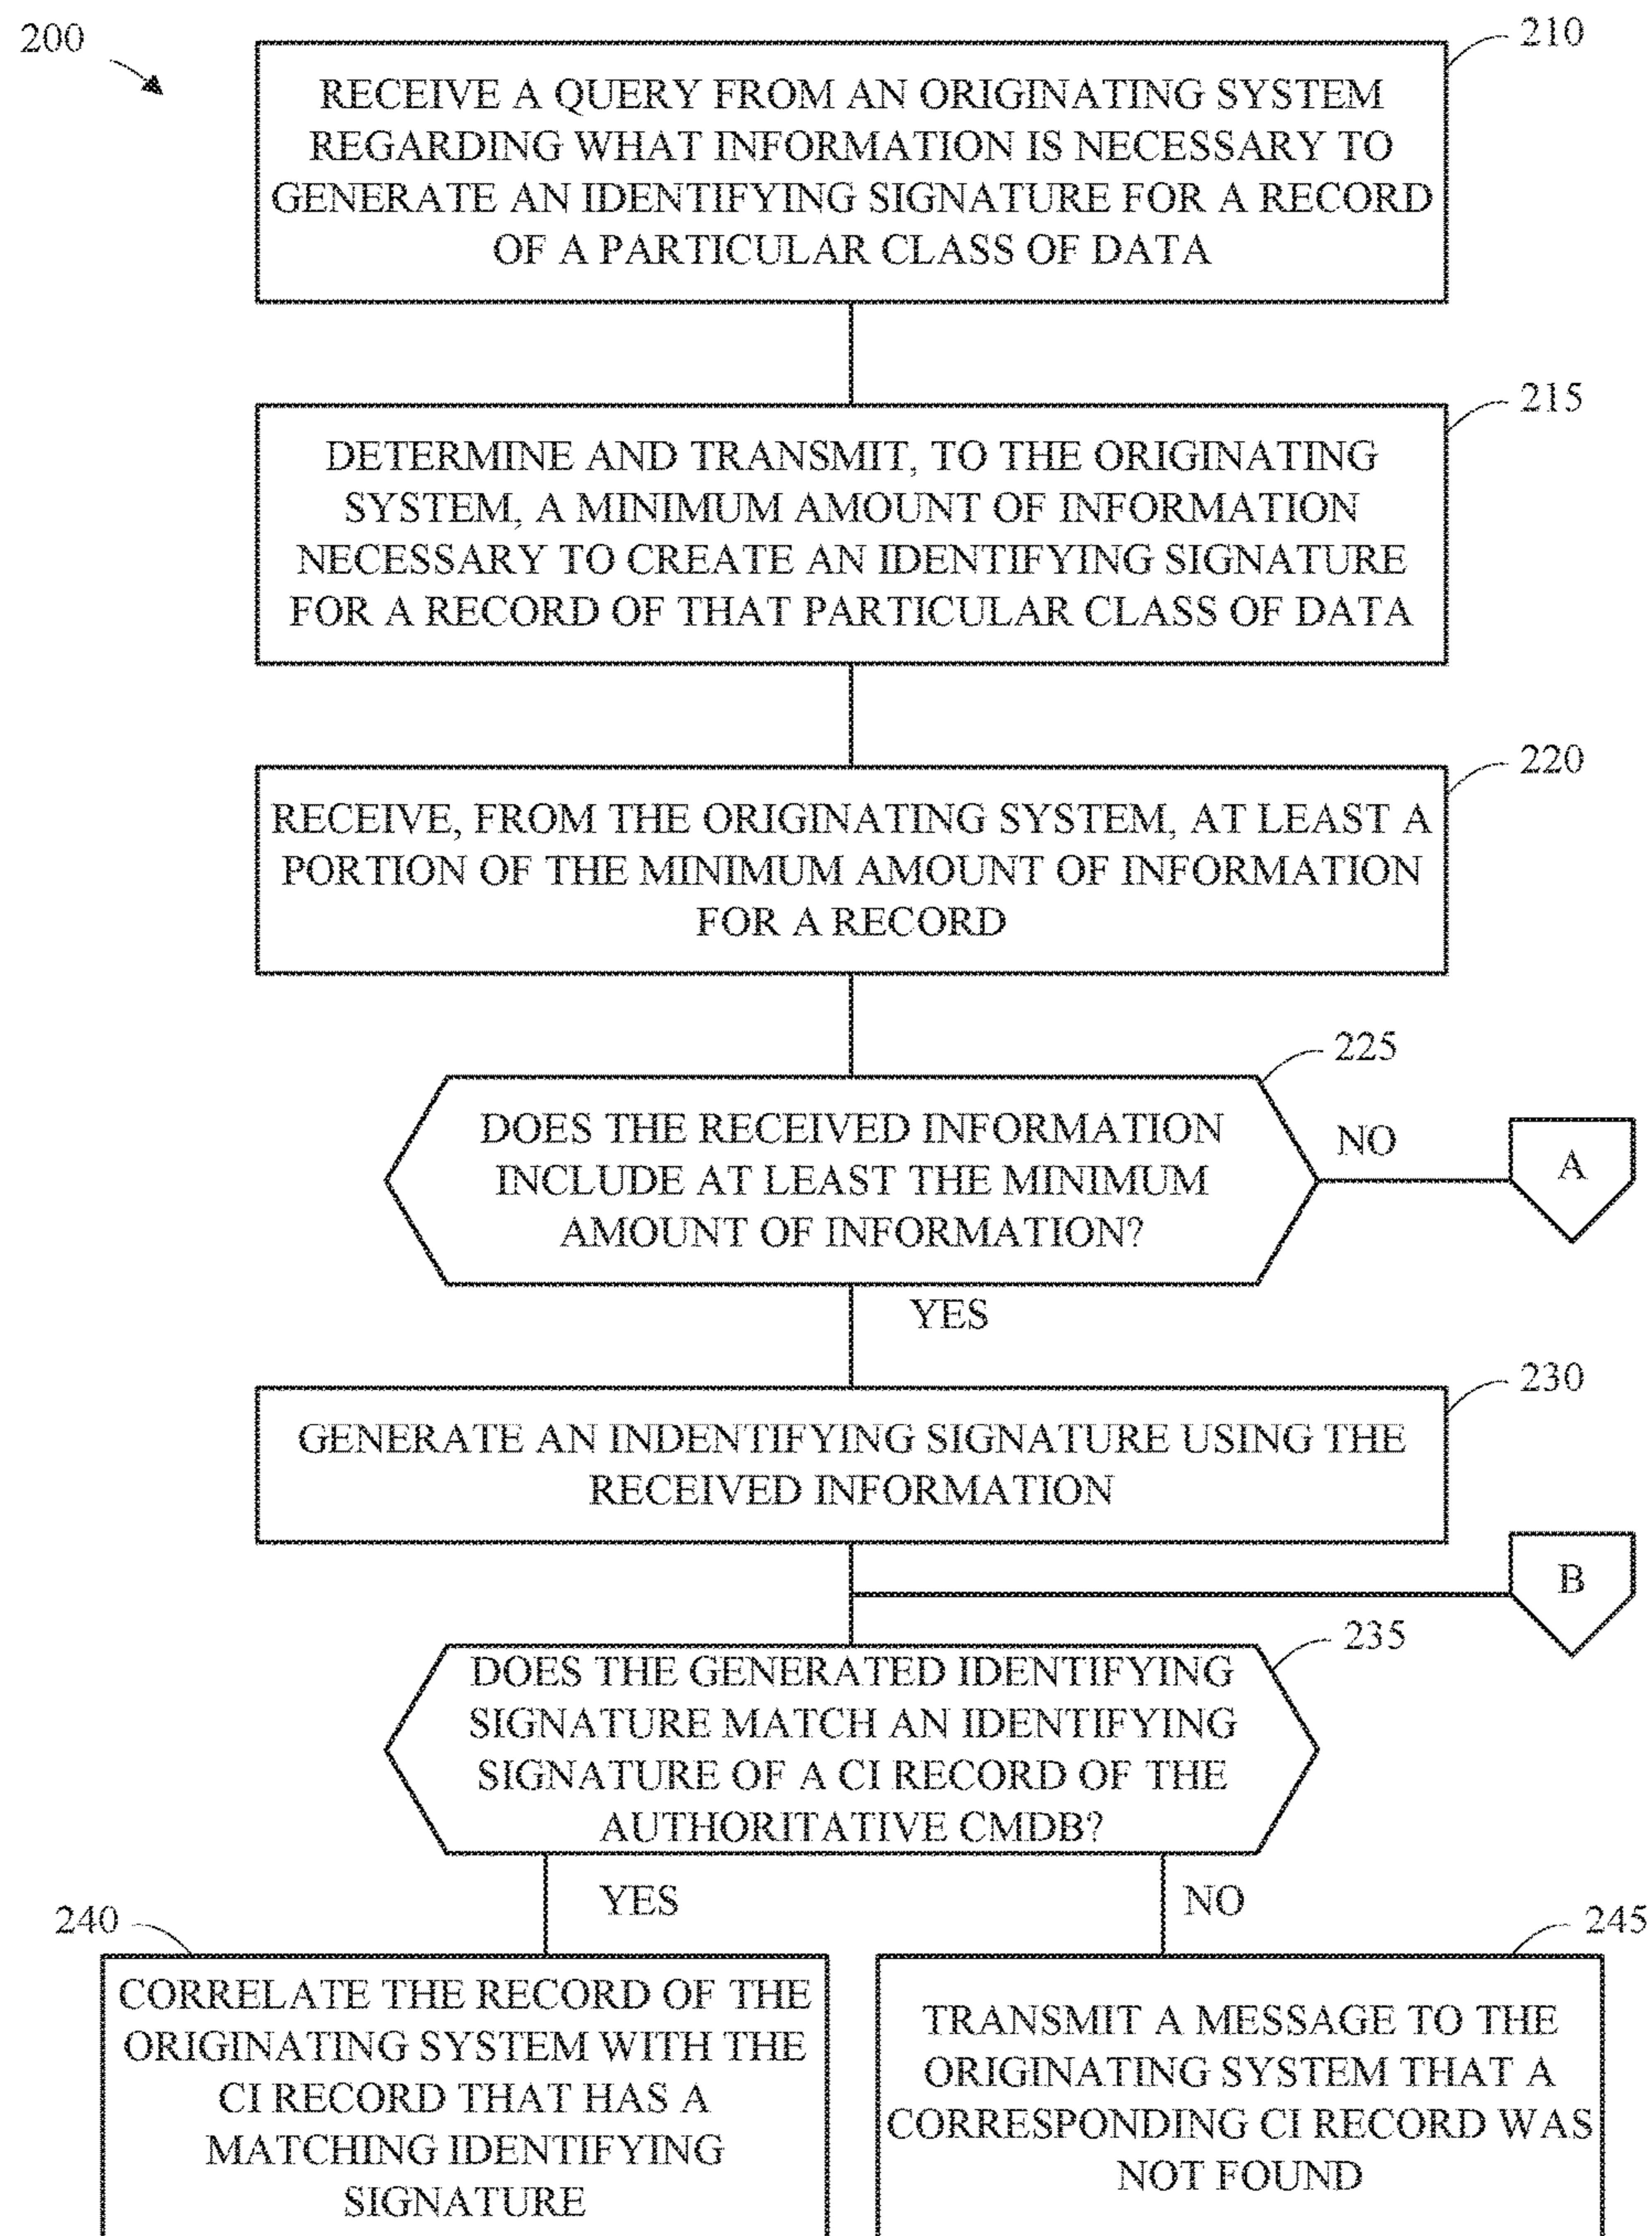 200
210
RECEIVE A QUERY FROM AN ORIGINATING SYSTEM
REGARDING WHAT INFORMATION IS NECESSARY TO
GENERATE AN IDENTIFYING SIGNATURE FOR A RECORD
OF A PARTICULAR CLASS OF DATA
215
DETERMINE AND TRANSMIT, TO THE ORIGINATING
SYSTEM, A MINIMUM AMOUNT OF INFORMATION
NECESSARY TO CREATE AN IDENTIFYING SIGNATURE
FOR A RECORD OF THAT PARTICULAR CLASS OF DATA
220
RECEIVE, FROM THE ORIGINATING SYSTEM, AT LEAST A
PORTION OF THE MINIMUM AMOUNT OF INFORMATION
FOR A RECORD
225
DOES THE RECEIVED INFORMATION
INCLUDE AT LEAST THE MINIMUM
AMOUNT OF INFORMATION?
NO
A
YES
230
GENERATE AN INDENTIFYING SIGNATURE USING THE
RECEIVED INFORMATION
B
235
DOES THE GENERATED IDENTIFYING
SIGNATURE MATCH AN IDENTIFYING
SIGNATURE OF A CI RECORD OF THE
AUTHORITATIVE CMDB?
YES
NO
240
CORRELATE THE RECORD OF THE
ORIGINATING SYSTEM WITH THE
CI RECORD THAT HAS A
MATCHING IDENTIFYING
SIGNATURE
245
TRANSMIT A MESSAGE TO THE
ORIGINATING SYSTEM THAT A
CORRESPONDING CI RECORD WAS
NOT FOUND